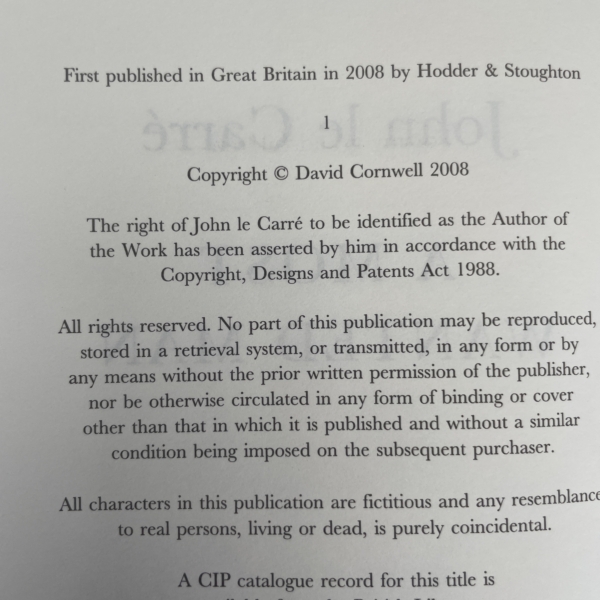 First published in Great Britain in 2008 by Hodder & Stoughton
1
Copyright © David Cornwell 2008
The right of John le Carré to be identified as the Author of
the Work has been asserted by him in accordance with the
Copyright, Designs and Patents Act 1988.
All rights reserved. No part of this publication may be reproduced,
stored in a retrieval system, or transmitted, in any form or by
any means without the prior written permission of the publisher,
nor be otherwise circulated in any form of binding or cover
other than that in which it is published and without a similar
condition being imposed on the subsequent purchaser.
All characters in this publication are fictitious and any resemblance
to real persons, living or dead, is purely coincidental.
A CIP catalogue record for this title is